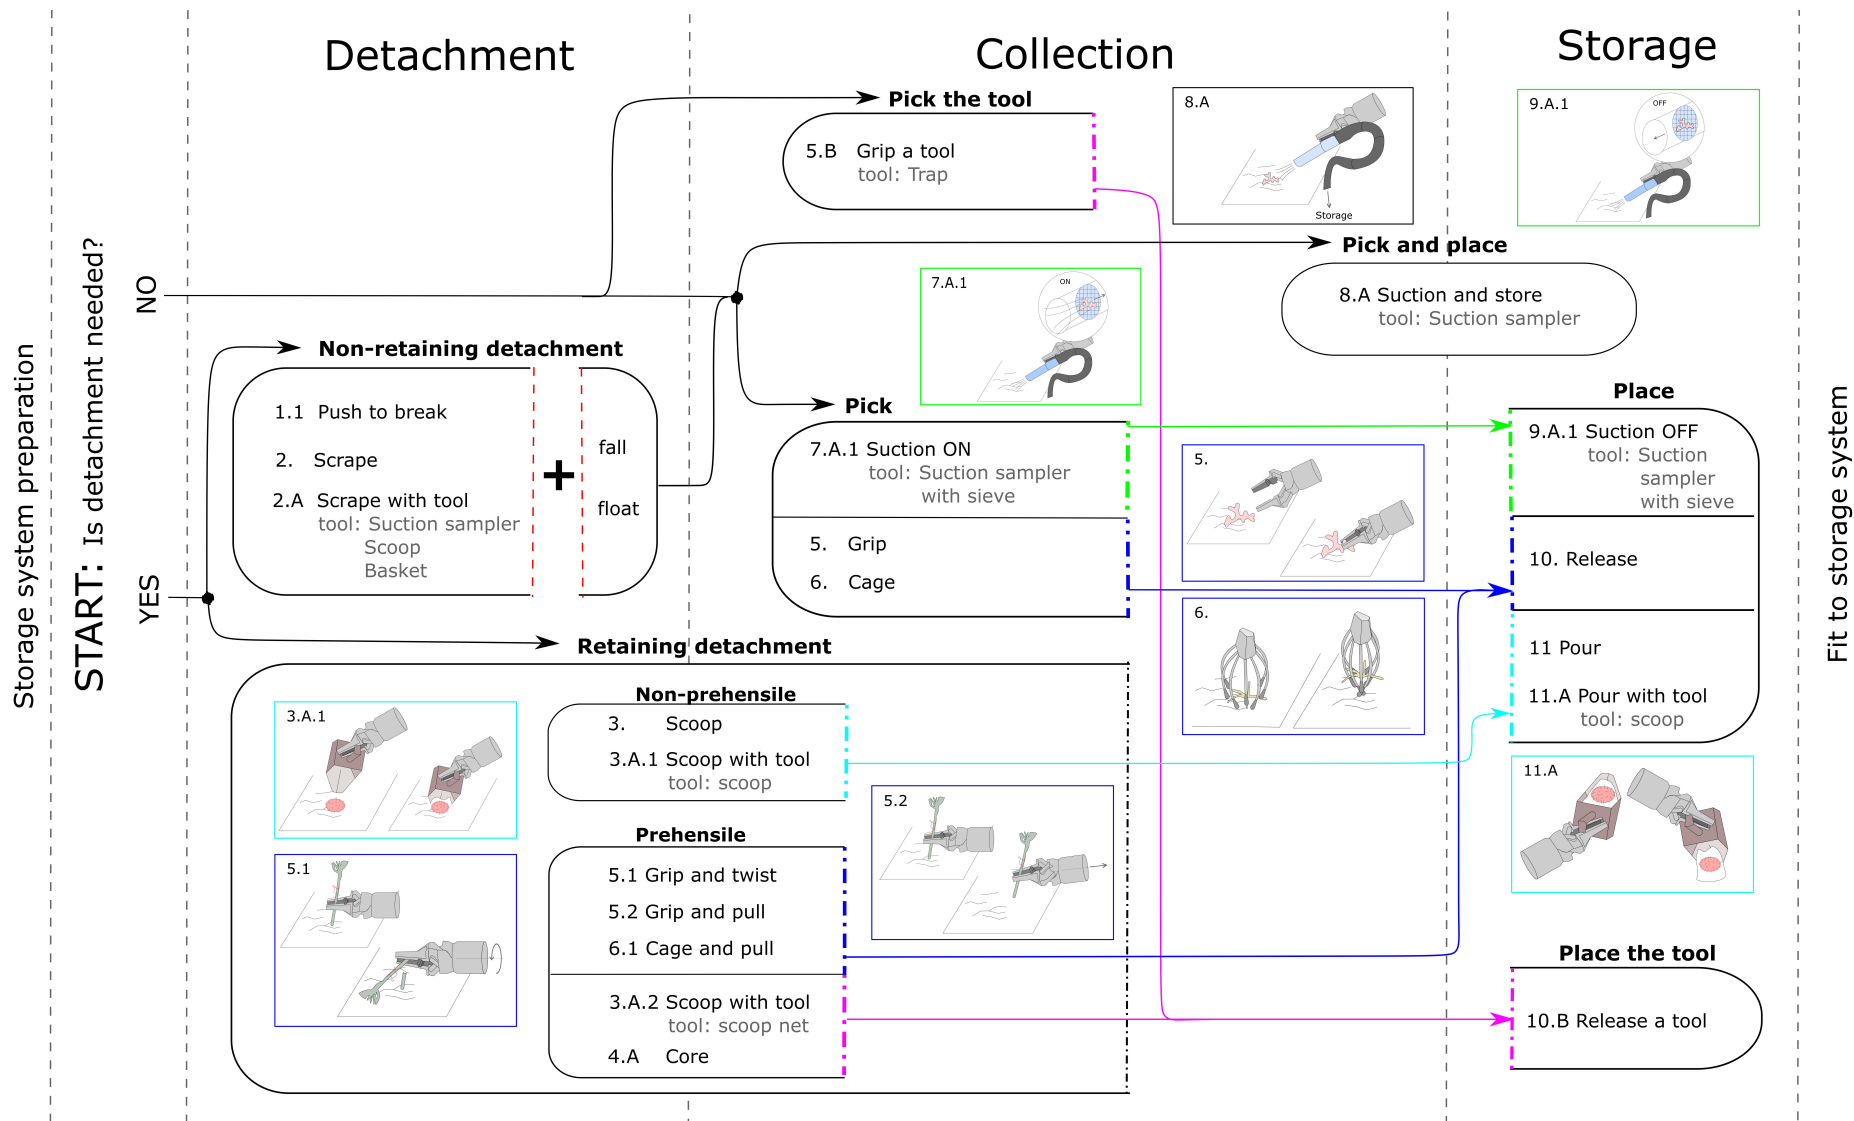 Storage system preparation
START: Is detachment needed?
NO
YES
Detachment
Collection
Storage
Pick the tool
5.B Grip a tool
tool: Trap
8.A
Storage
9.A.1
OFF
Pick and place
8.A Suction and store
tool: Suction sampler
7.A.1
ON
Non-retaining detachment
1.1 Push to break
2. Scrape
2.A Scrape with tool
tool: Suction sampler
Scoop
Basket
+
fall
float
Pick
7.A.1 Suction ON
tool: Suction sampler
with sieve
5. Grip
6. Cage
5.
6.
Place
9.A.1 Suction OFF
tool: Suction
sampler
with sieve
10. Release
11 Pour
11.A Pour with tool
tool: scoop
11.A
Retaining detachment
Non-prehensile
3. Scoop
3.A.1 Scoop with tool
tool: scoop
3.A.1
Prehensile
5.1 Grip and twist
5.2 Grip and pull
6.1 Cage and pull
3.A.2 Scoop with tool
tool: scoop net
4.A Core
5.1
5.2
Place the tool
10.B Release a tool
Fit to storage system